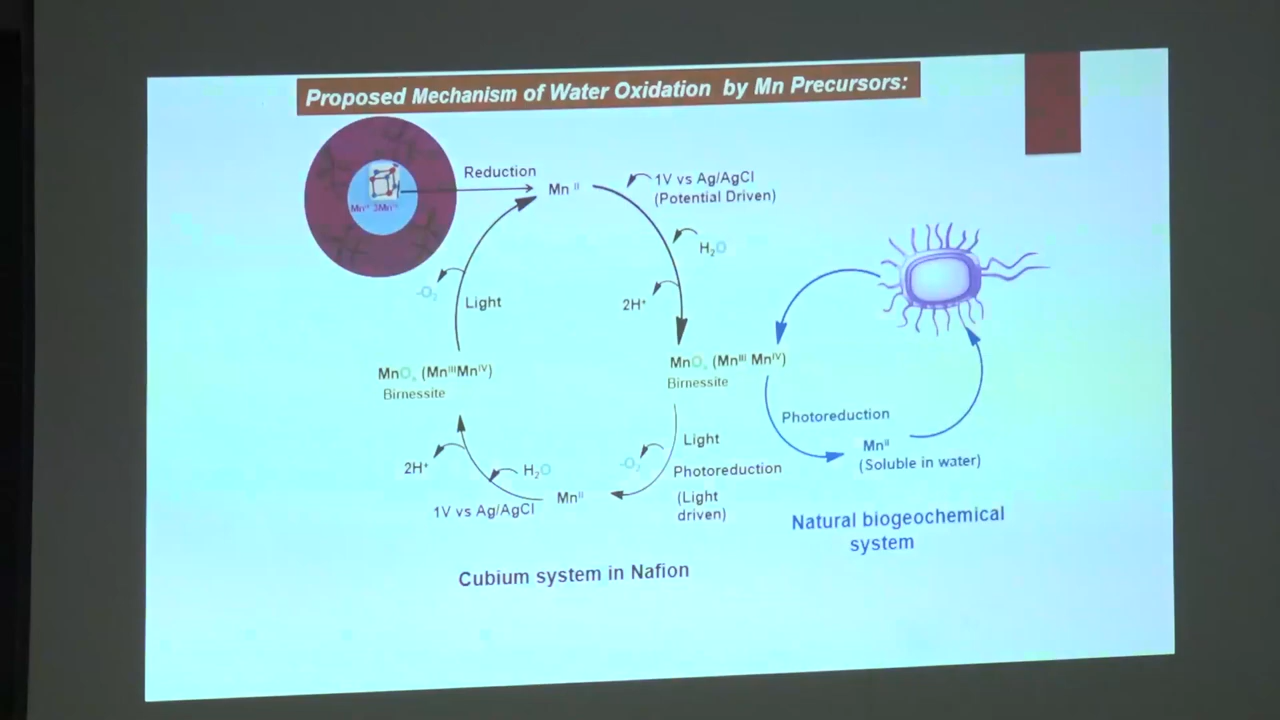 Proposed Mechanism of Water Oxidation by Mn Precursors:
Reduction
Mn II
1V vs Ag/AgCl
(Potential Driven)
H₂O
2H⁺
-O₂
Light
MnOₓ (MnᴵᴵᴵMnᴵⱽ)
Birnessite
MnOₓ (Mnᴵᴵᴵ Mnᴵⱽ)
Birnessite
Light
-O₂
Photoreduction
(Light
driven)
2H⁺
H₂O
1V vs Ag/AgCl
Mnᴵᴵ
Photoreduction
Mnᴵᴵ
(Soluble in water)
Natural biogeochemical
system
Cubium system in Nafion